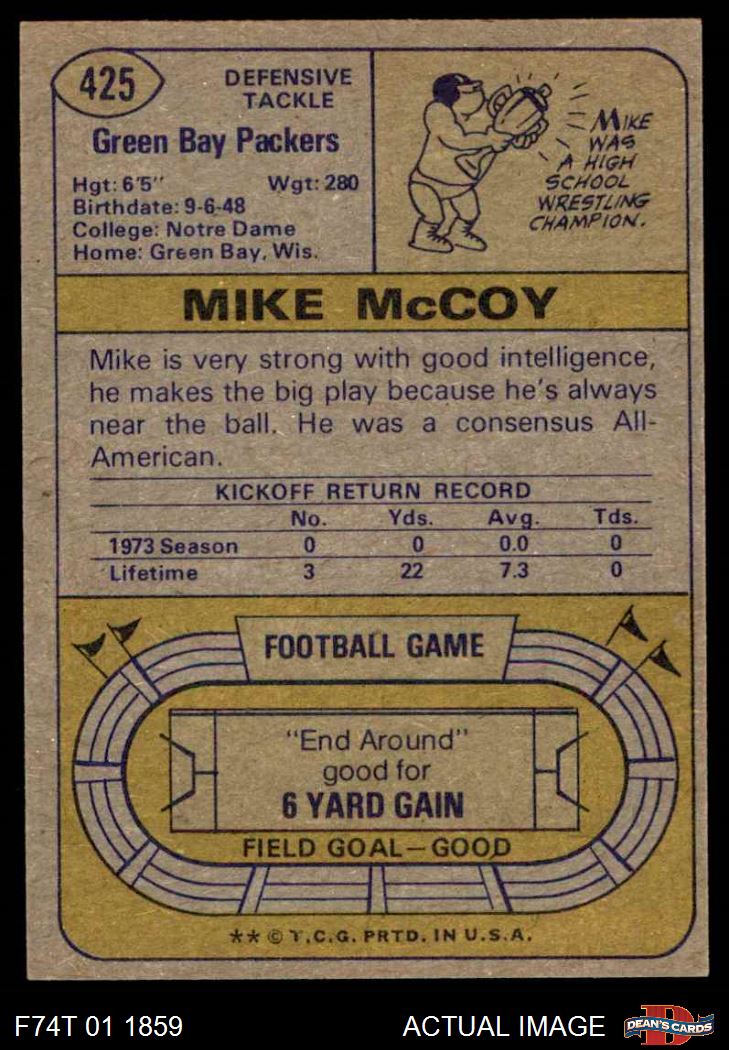 425
DEFENSIVE
TACKLE
Green Bay Packers
Hgt: 6'5" Wgt: 280
Birthdate: 9-6-48
College: Notre Dame
Home: Green Bay, Wis.
MIKE
WAS
A HIGH
SCHOOL
WRESTLING
CHAMPION.
MIKE McCOY
Mike is very strong with good intelligence,
he makes the big play because he's always
near the ball. He was a consensus All-
American.
KICKOFF RETURN RECORD
No. Yds. Avg. Tds.
1973 Season 0 0 0.0 0
Lifetime 3 22 7.3 0
FOOTBALL GAME
"End Around"
good for
6 YARD GAIN
FIELD GOAL—GOOD
** © T.C.G. PRTD. IN U.S.A.
F74T 01 1859 ACTUAL IMAGE
D
DEAN'S CARDS